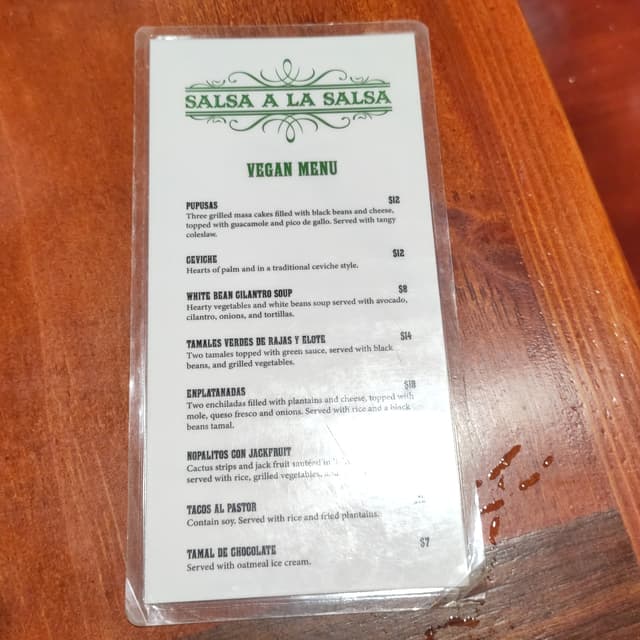 SALSA A LA SALSA
VEGAN MENU
PUPUSAS $12
Three grilled masa cakes filled with black beans and cheese,
topped with guacamole and pico de gallo. Served with tangy
coleslaw.
CEVICHE $12
Hearts of palm and in a traditional ceviche style.
WHITE BEAN CILANTRO SOUP $8
Hearty vegetables and white beans soup served with avocado,
cilantro, onions, and tortillas.
TAMALES VERDES DE RAJAS Y ELOTE $14
Two tamales topped with green sauce, served with black
beans, and grilled vegetables.
ENPLATANADAS $18
Two enchiladas filled with plantains and cheese, topped with
mole, queso fresco and onions. Served with rice and a black
beans tamal.
NOPALITOS CON JACKFRUIT
Cactus strips and jack fruit sautéed in
served with rice, grilled vegetables,
TACOS AL PASTOR
Contain soy. Served with rice and fried plantains.
TAMAL DE CHOCOLATE $7
Served with oatmeal ice cream.